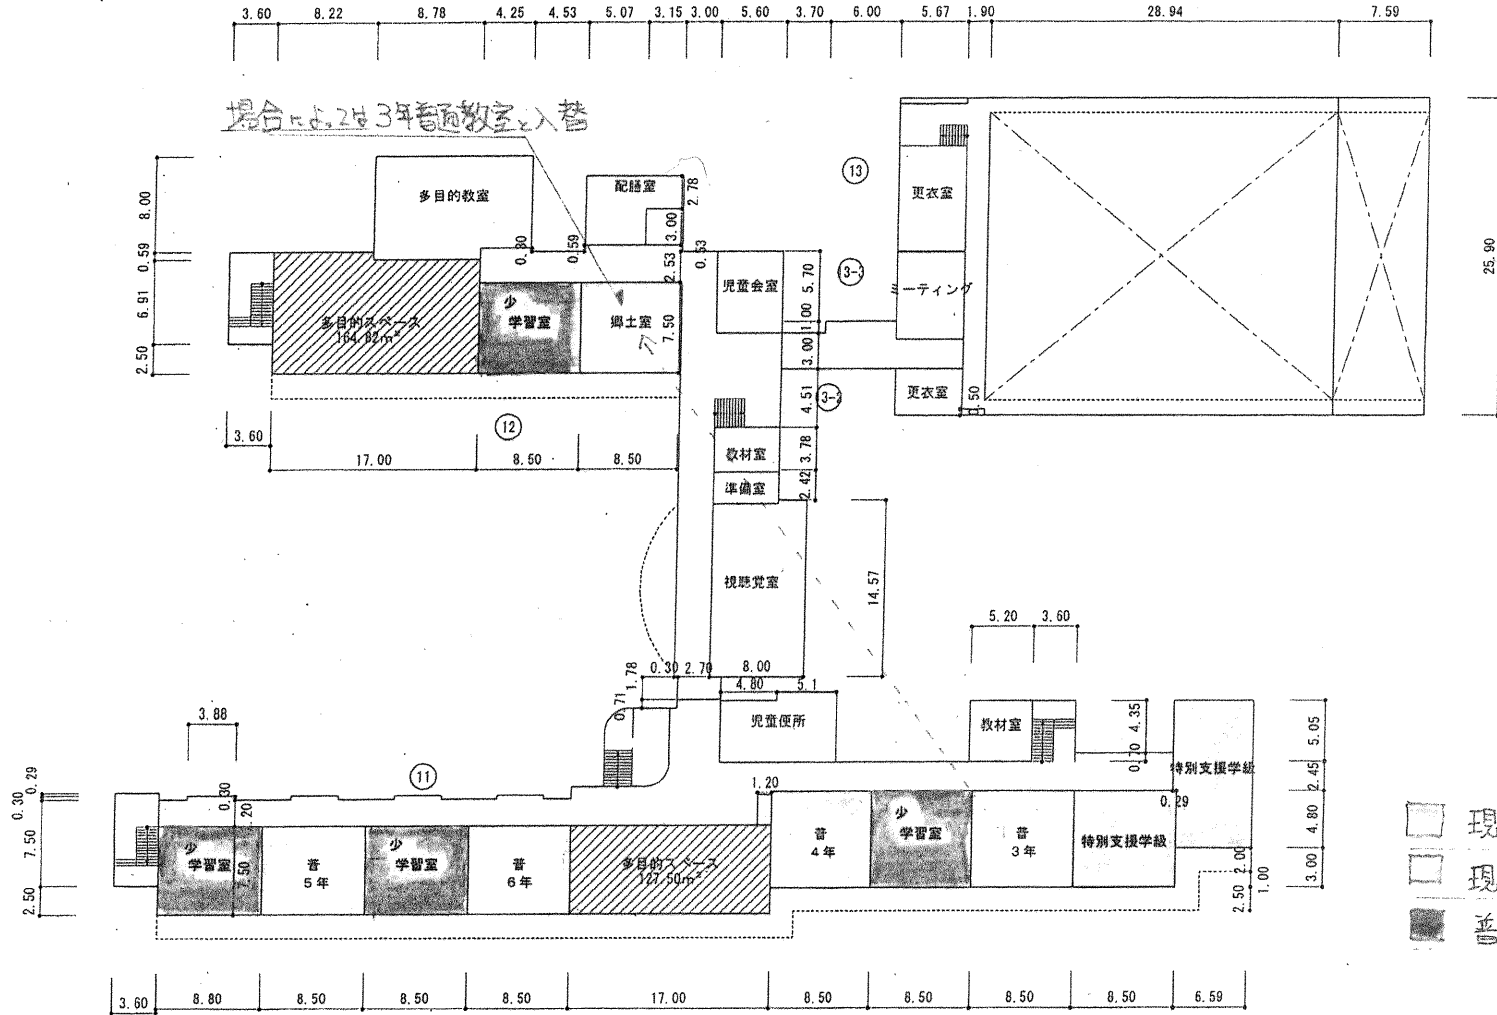 3.60 8.22 8.78 4.25 4.53 5.07 3.15 3.00 5.60 3.70 6.00 5.67 1.90 28.94 7.59
場合によっては3年普通教室と入替
13
多目的教室
配膳室
2.78
更衣室
8.00
3.00
0.30
0.59
0.53
2.53
0.59
25.90
児童会室
5.70
3-3
ミーティング
6.91
多目的スペース
164.82m²
少
学習室
郷土室
7.50
1.00
3.00
2.50
4.51
3-2
更衣室
.50
12
3.60
17.00 8.50 8.50
教材室
3.78
準備室
2.42
視聴覚室
14.57
5.20 3.60
1.78
0.30 2.70 8.00
4.80 5.1
0.71
児童便所
教材室
4.35
0.70
5.05
3.88
特別支援学級
2.45
11
0.29
0.30
0.30
.20
1.20
0.29
4.80
7.50
少
学習室
7.50
普
5年
少
学習室
普
6年
多目的スペース
127.50m²
普
4年
少
学習室
普
3年
特別支援学級
2.00
1.00
3.00
2.50
2.50
現
現
普
3.60 8.80 8.50 8.50 8.50 17.00 8.50 8.50 8.50 8.50 6.59